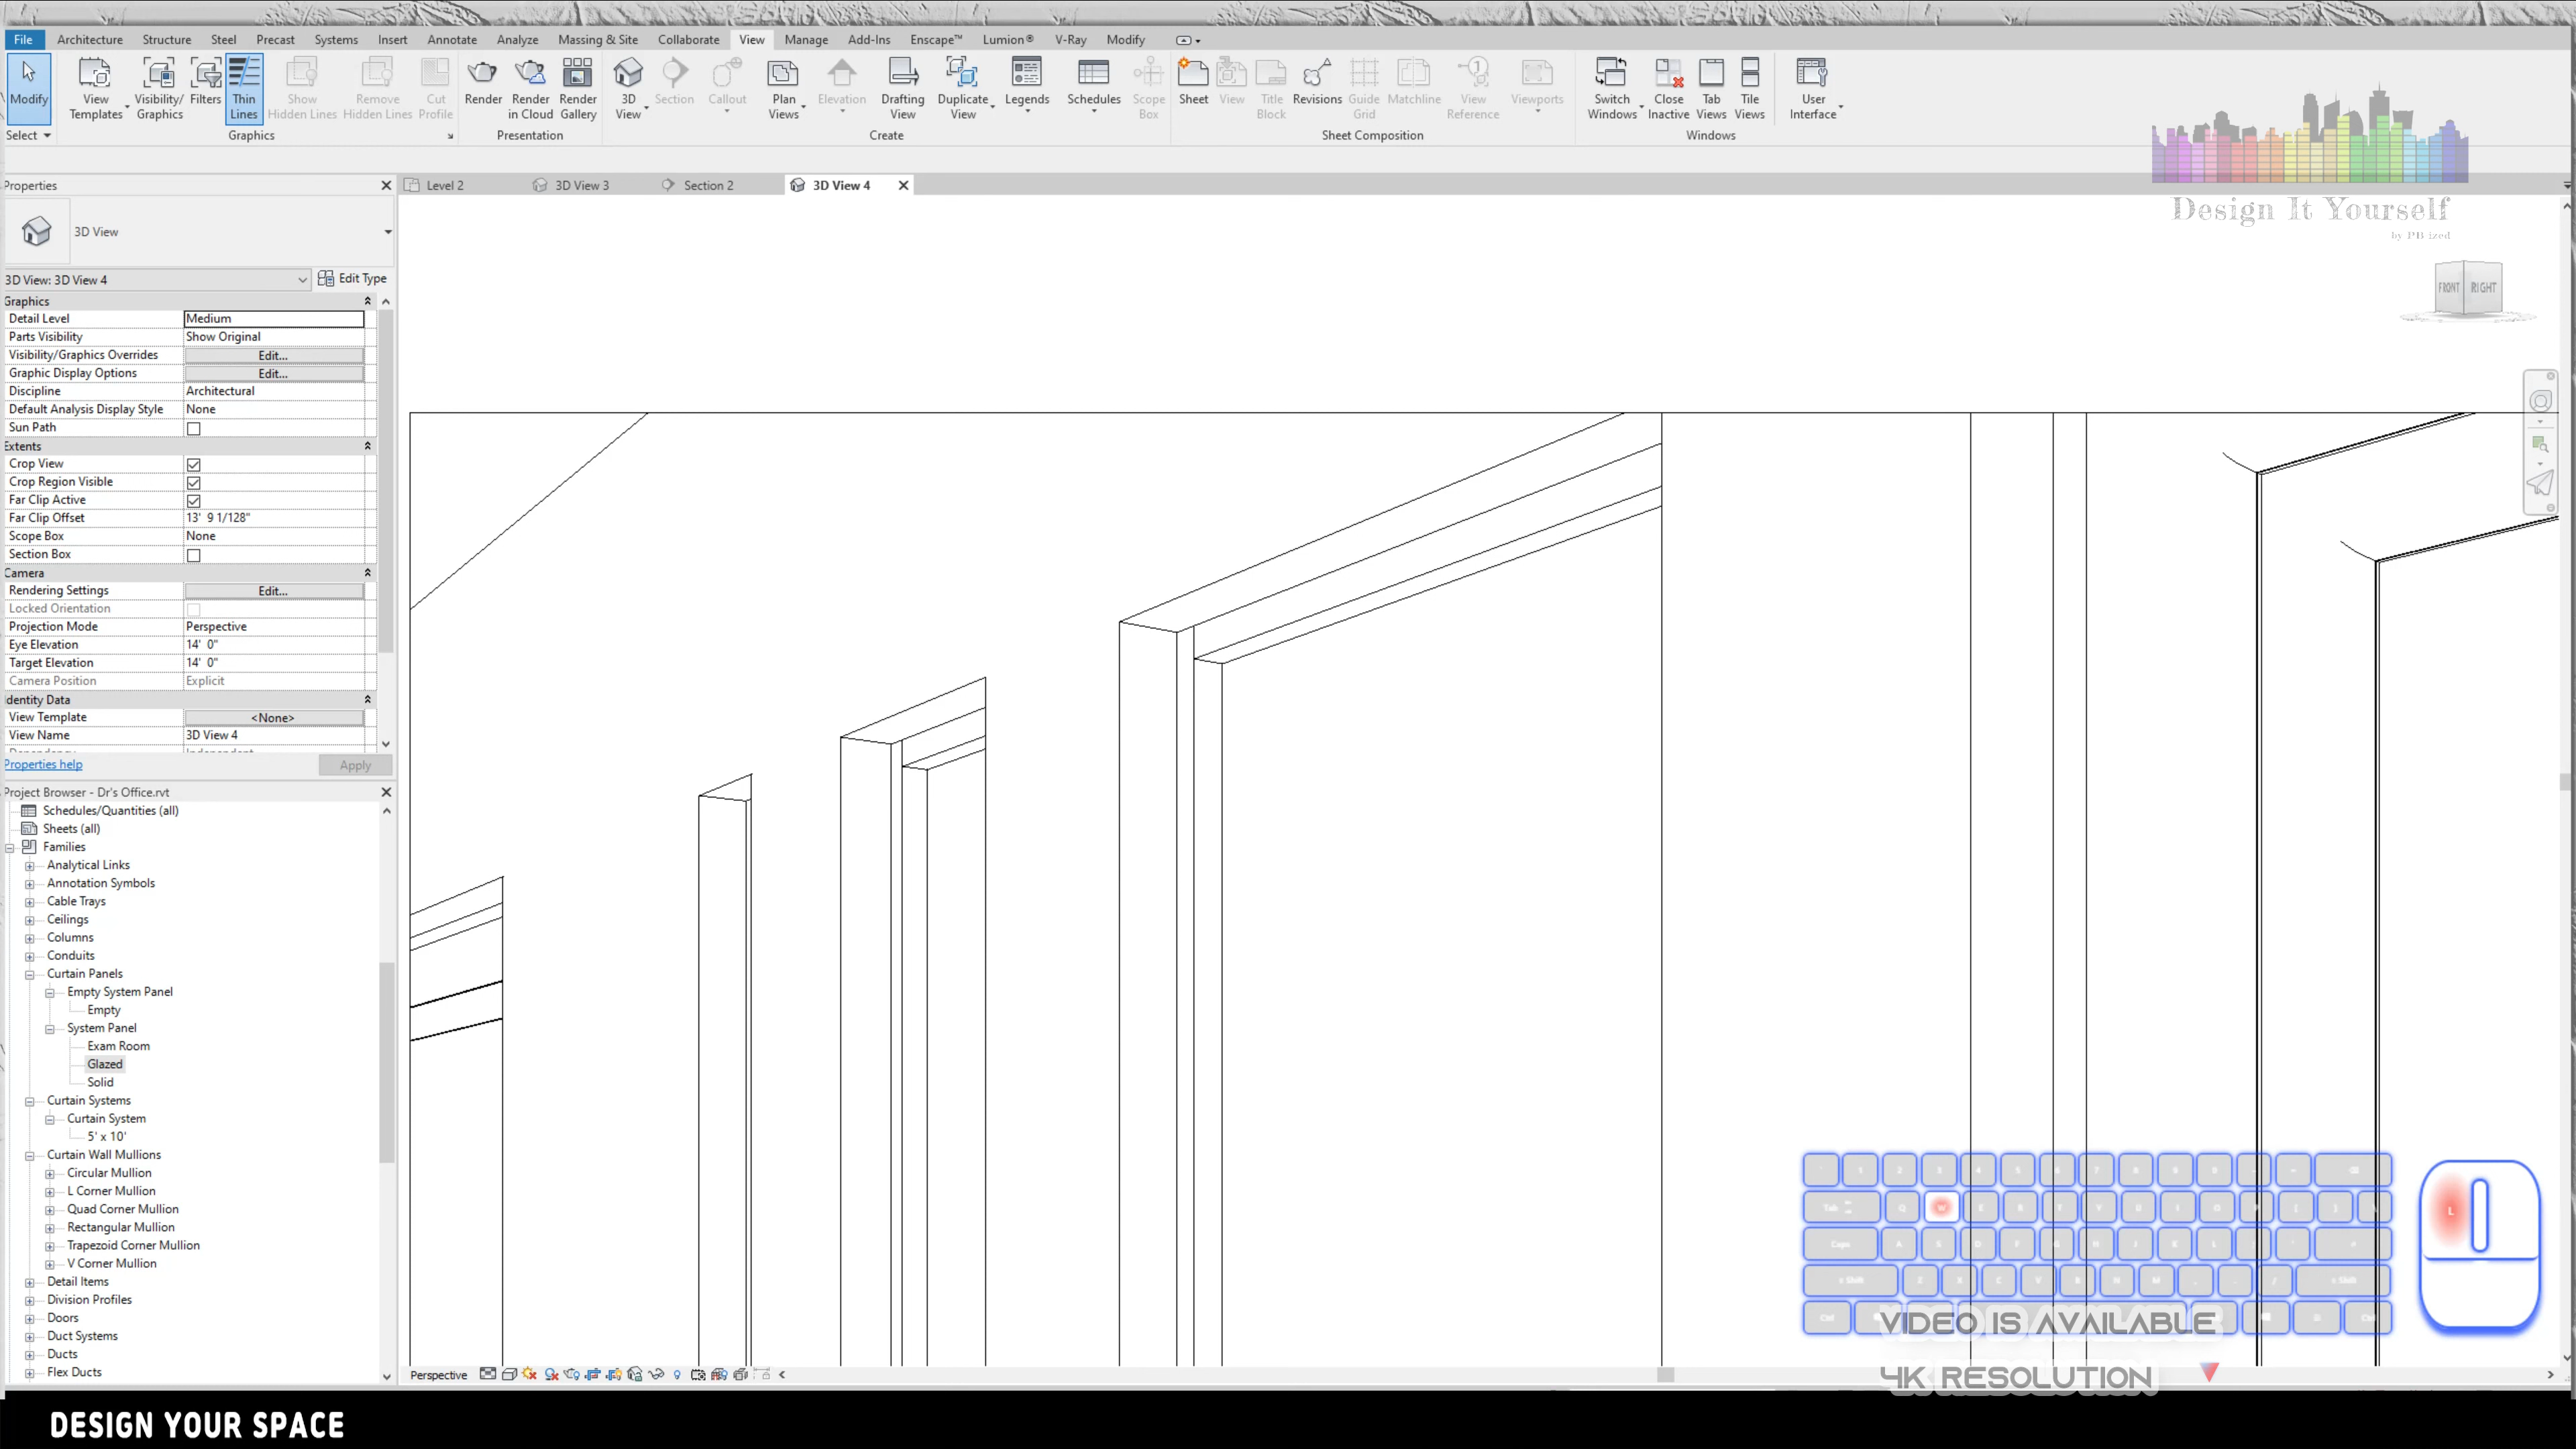 File Architecture Structure Steel Precast Systems Insert Annotate Analyze Massing & Site Collaborate View Manage Add-Ins Enscape™ Lumion® V-Ray Modify
Modify
Select
View Templates
Visibility/ Graphics
Filters
Thin Lines
Show Hidden Lines
Remove Hidden Lines
Cut Profile
Graphics
Render
Render in Cloud
Render Gallery
Presentation
3D View
Section
Callout
Plan Views
Elevation
Drafting View
Duplicate View
Legends
Schedules
Scope Box
Create
Sheet
View
Title Block
Revisions
Guide Grid
Matchline
View Reference
Viewports
Sheet Composition
Switch Windows
Close Inactive
Tab Views
Tile Views
Windows
User Interface
Design It Yourself
by PB ized
Level 2
3D View 3
Section 2
3D View 4
FRONT RIGHT
Properties
3D View
3D View: 3D View 4
Edit Type
Graphics
Detail Level Medium
Parts Visibility Show Original
Visibility/Graphics Overrides Edit...
Graphic Display Options Edit...
Discipline Architectural
Default Analysis Display Style None
Sun Path
Extents
Crop View
Crop Region Visible
Far Clip Active
Far Clip Offset 13' 9 1/128"
Scope Box None
Section Box
Camera
Rendering Settings Edit...
Locked Orientation
Projection Mode Perspective
Eye Elevation 14' 0"
Target Elevation 14' 0"
Camera Position Explicit
Identity Data
View Template <None>
View Name 3D View 4
Properties help
Apply
Project Browser - Dr's Office.rvt
Schedules/Quantities (all)
Sheets (all)
Families
Analytical Links
Annotation Symbols
Cable Trays
Ceilings
Columns
Conduits
Curtain Panels
Empty System Panel
Empty
System Panel
Exam Room
Glazed
Solid
Curtain Systems
Curtain System
5' x 10'
Curtain Wall Mullions
Circular Mullion
L Corner Mullion
Quad Corner Mullion
Rectangular Mullion
Trapezoid Corner Mullion
V Corner Mullion
Detail Items
Division Profiles
Doors
Duct Systems
Ducts
Flex Ducts
Perspective
VIDEO IS AVAILABLE
4K RESOLUTION
DESIGN YOUR SPACE